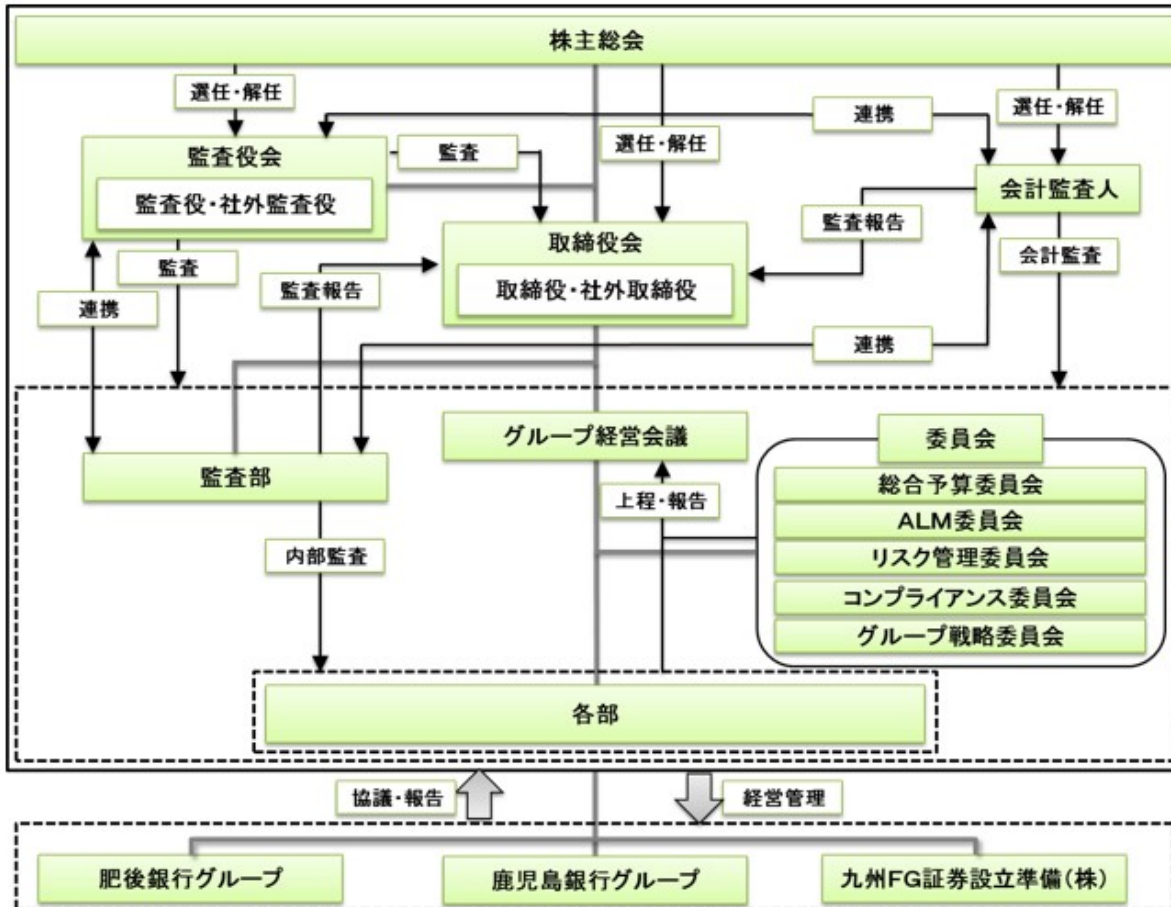 株主総会
選任・解任
連携
選任・解任
選任・解任
監査役会
監査
監査役・社外監査役
会計監査人
監査報告
取締役会
取締役・社外取締役
監査
監査報告
会計監査
連携
連携
グループ経営会議
委員会
監査部
総合予算委員会
上程・報告
ALM委員会
内部監査
リスク管理委員会
コンプライアンス委員会
グループ戦略委員会
各部
協議・報告
経営管理
肥後銀行グループ
鹿児島銀行グループ
九州FG証券設立準備(株)